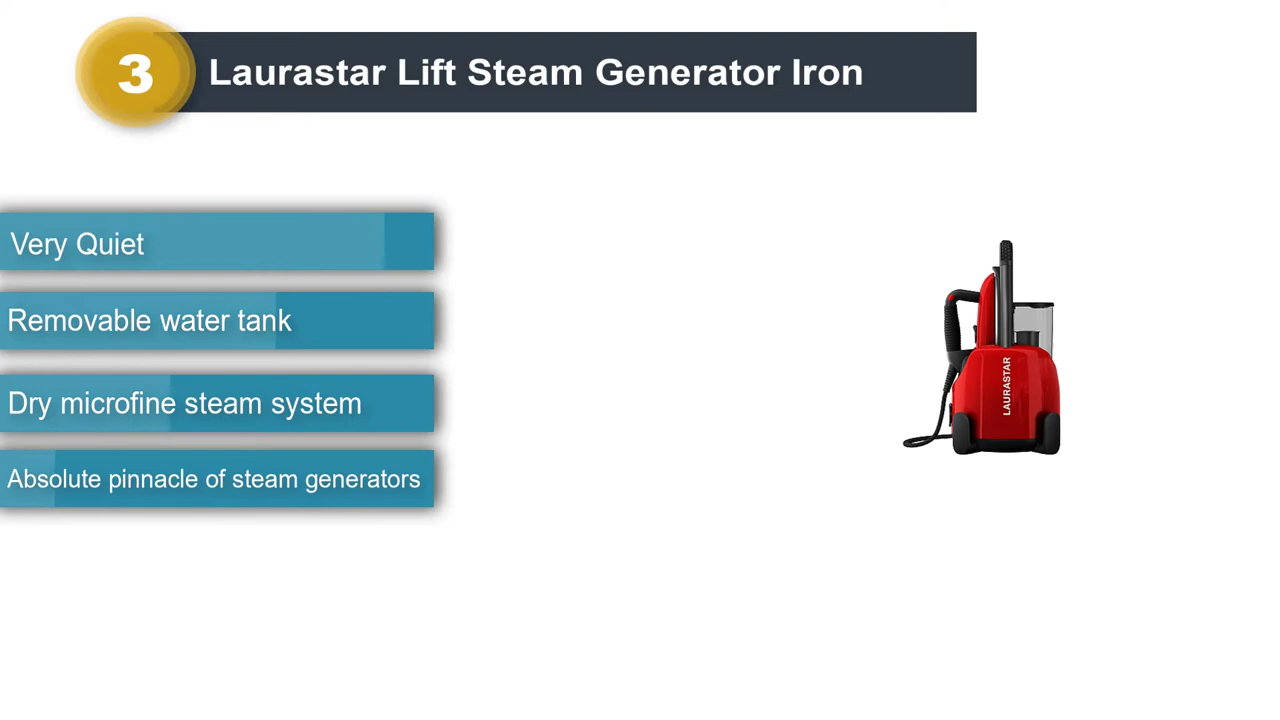 3
Laurastar Lift Steam Generator Iron
Very Quiet
Removable water tank
Dry microfine steam system
Absolute pinnacle of steam generators
LAURASTAR